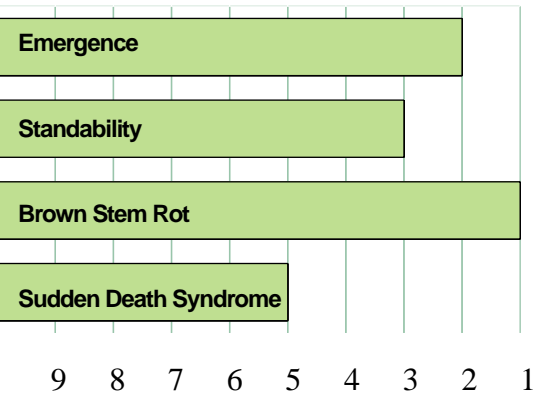 Emergence
Standability
Brown Stem Rot
Sudden Death Syndrome
9 8 7 6 5 4 3 2 1